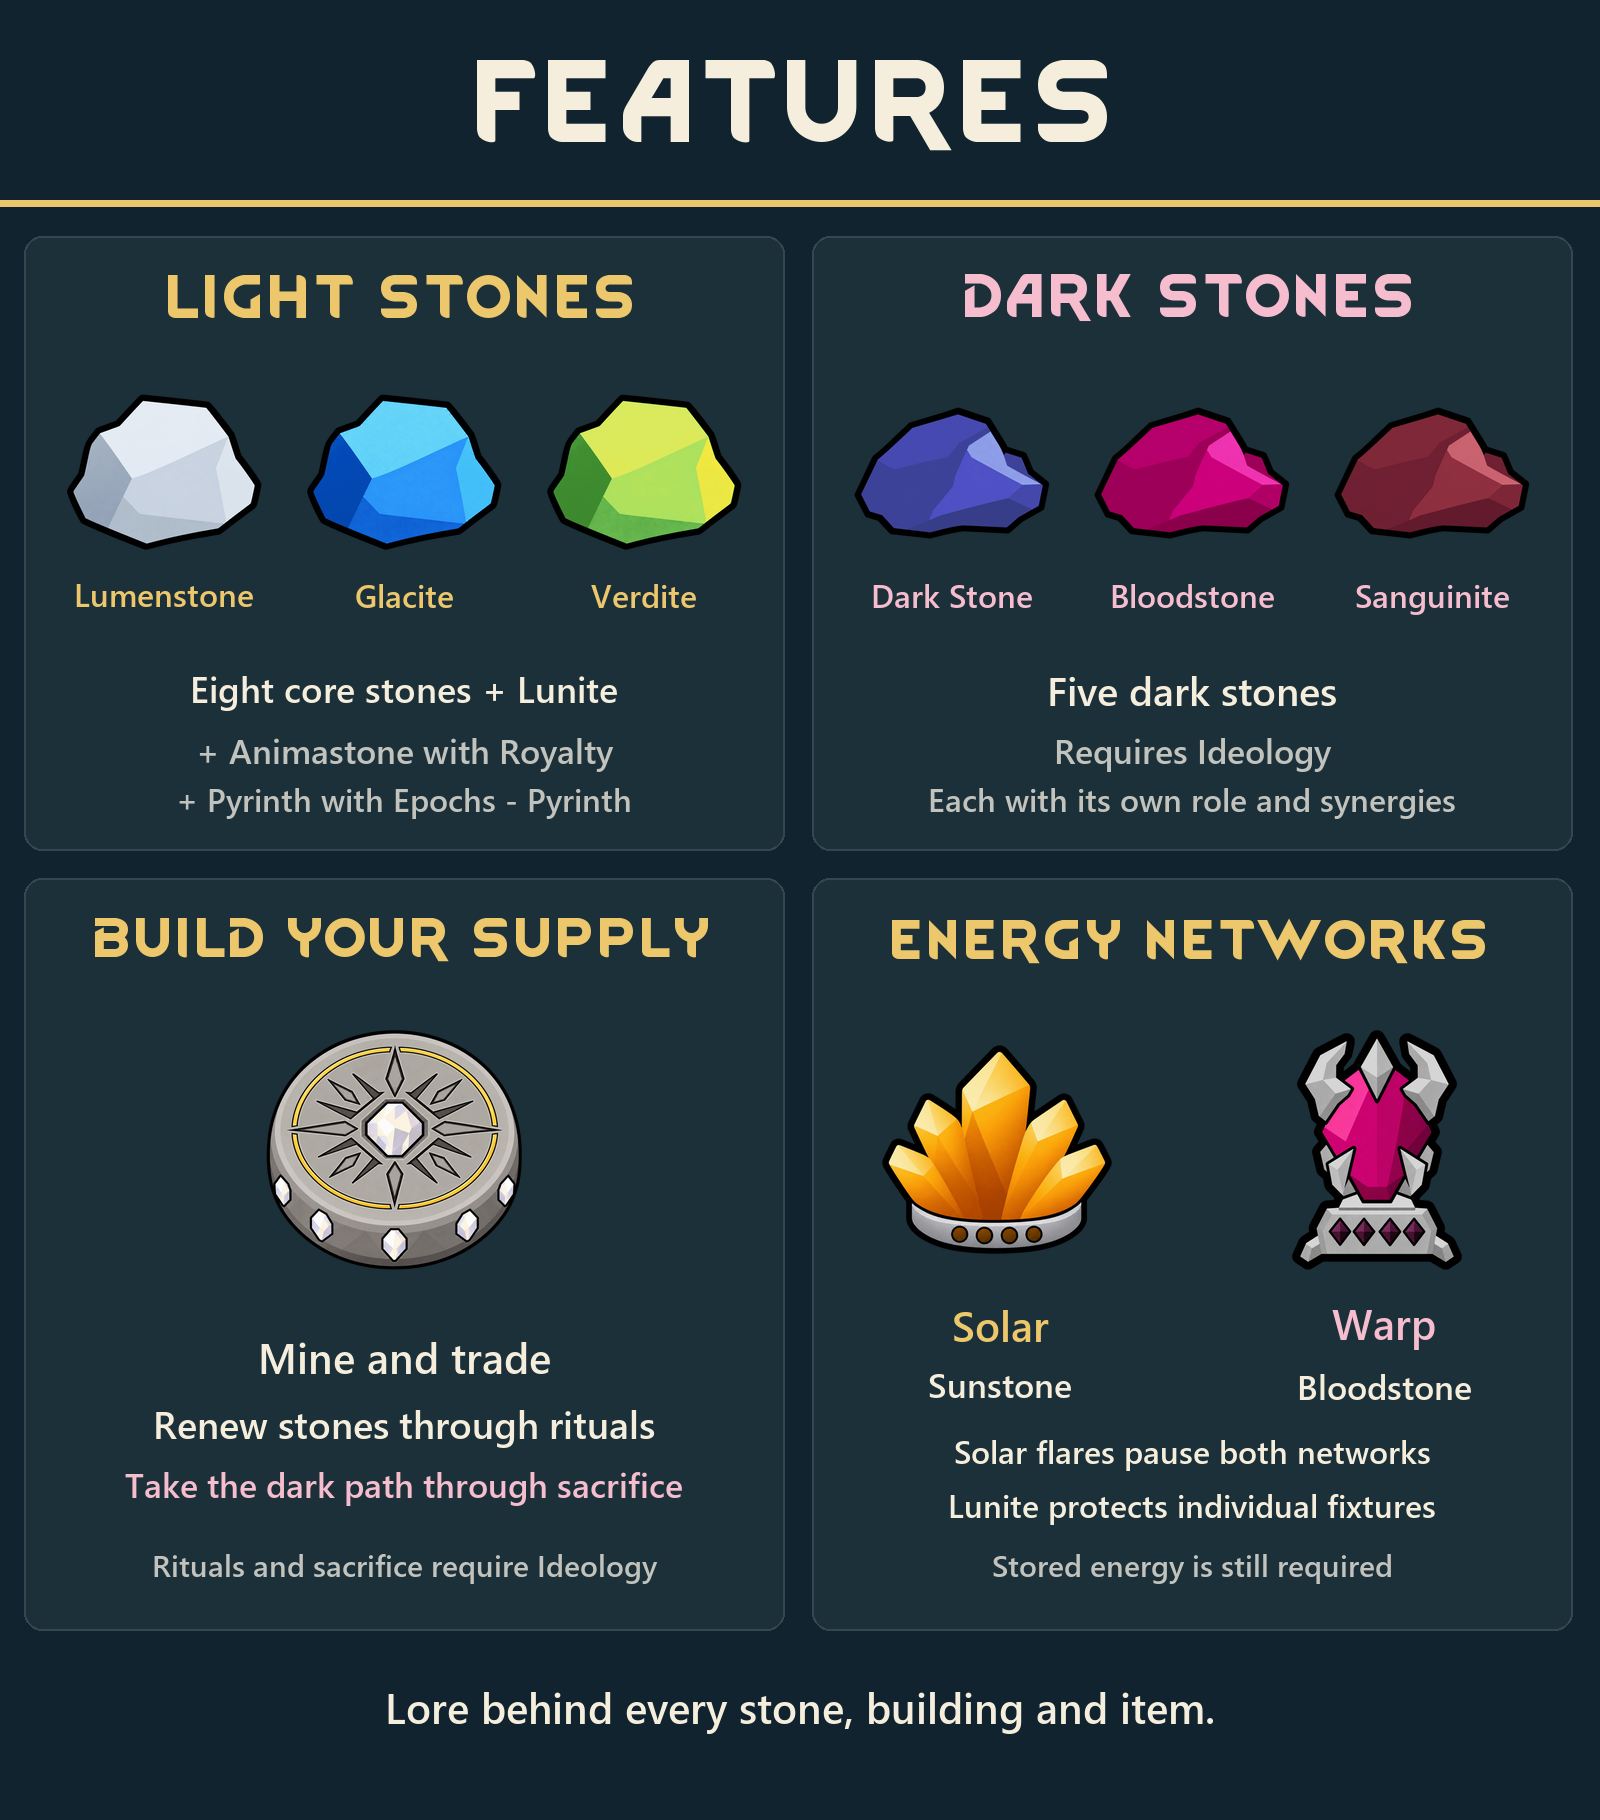 FEATURES
LIGHT STONES
Lumenstone
Glacite
Verdite
Eight core stones + Lunite
+ Animastone with Royalty
+ Pyrinth with Epochs - Pyrinth
DARK STONES
Dark Stone
Bloodstone
Sanguinite
Five dark stones
Requires Ideology
Each with its own role and synergies
BUILD YOUR SUPPLY
Mine and trade
Renew stones through rituals
Take the dark path through sacrifice
Rituals and sacrifice require Ideology
ENERGY NETWORKS
Solar
Sunstone
Warp
Bloodstone
Solar flares pause both networks
Lunite protects individual fixtures
Stored energy is still required
Lore behind every stone, building and item.